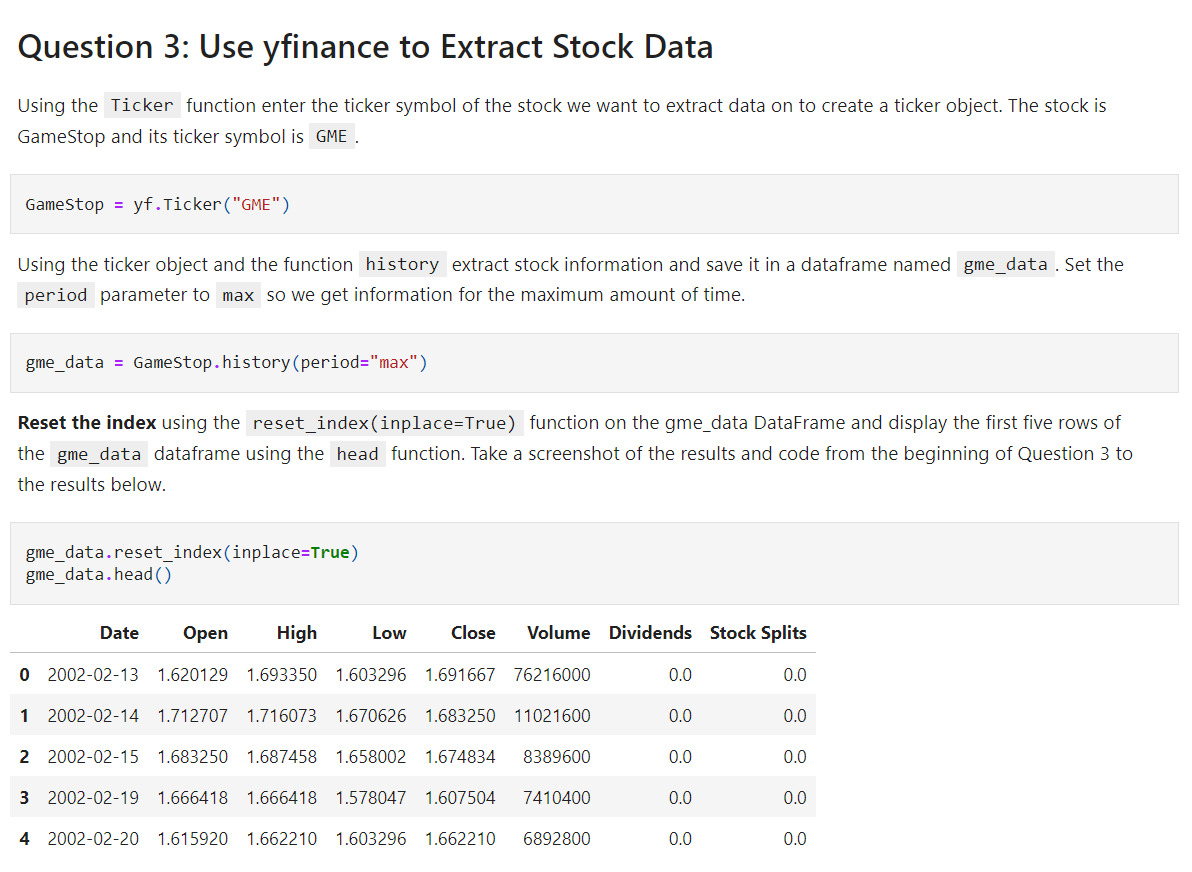 Question 3: Use yfinance to Extract Stock Data
Using the Ticker function enter the ticker symbol of the stock we want to extract data on to create a ticker object. The stock is
GameStop and its ticker symbol is GME .
GameStop = yf.Ticker("GME")
Using the ticker object and the function history extract stock information and save it in a dataframe named gme_data . Set the
period parameter to max so we get information for the maximum amount of time.
gme_data = GameStop.history(period="max")
Reset the index using the reset_index(inplace=True) function on the gme_data DataFrame and display the first five rows of
the gme_data dataframe using the head function. Take a screenshot of the results and code from the beginning of Question 3 to
the results below.
gme_data.reset_index(inplace=True)
gme_data.head()
Date Open High Low Close Volume Dividends Stock Splits
0 2002-02-13 1.620129 1.693350 1.603296 1.691667 76216000 0.0 0.0
1 2002-02-14 1.712707 1.716073 1.670626 1.683250 11021600 0.0 0.0
2 2002-02-15 1.683250 1.687458 1.658002 1.674834 8389600 0.0 0.0
3 2002-02-19 1.666418 1.666418 1.578047 1.607504 7410400 0.0 0.0
4 2002-02-20 1.615920 1.662210 1.603296 1.662210 6892800 0.0 0.0